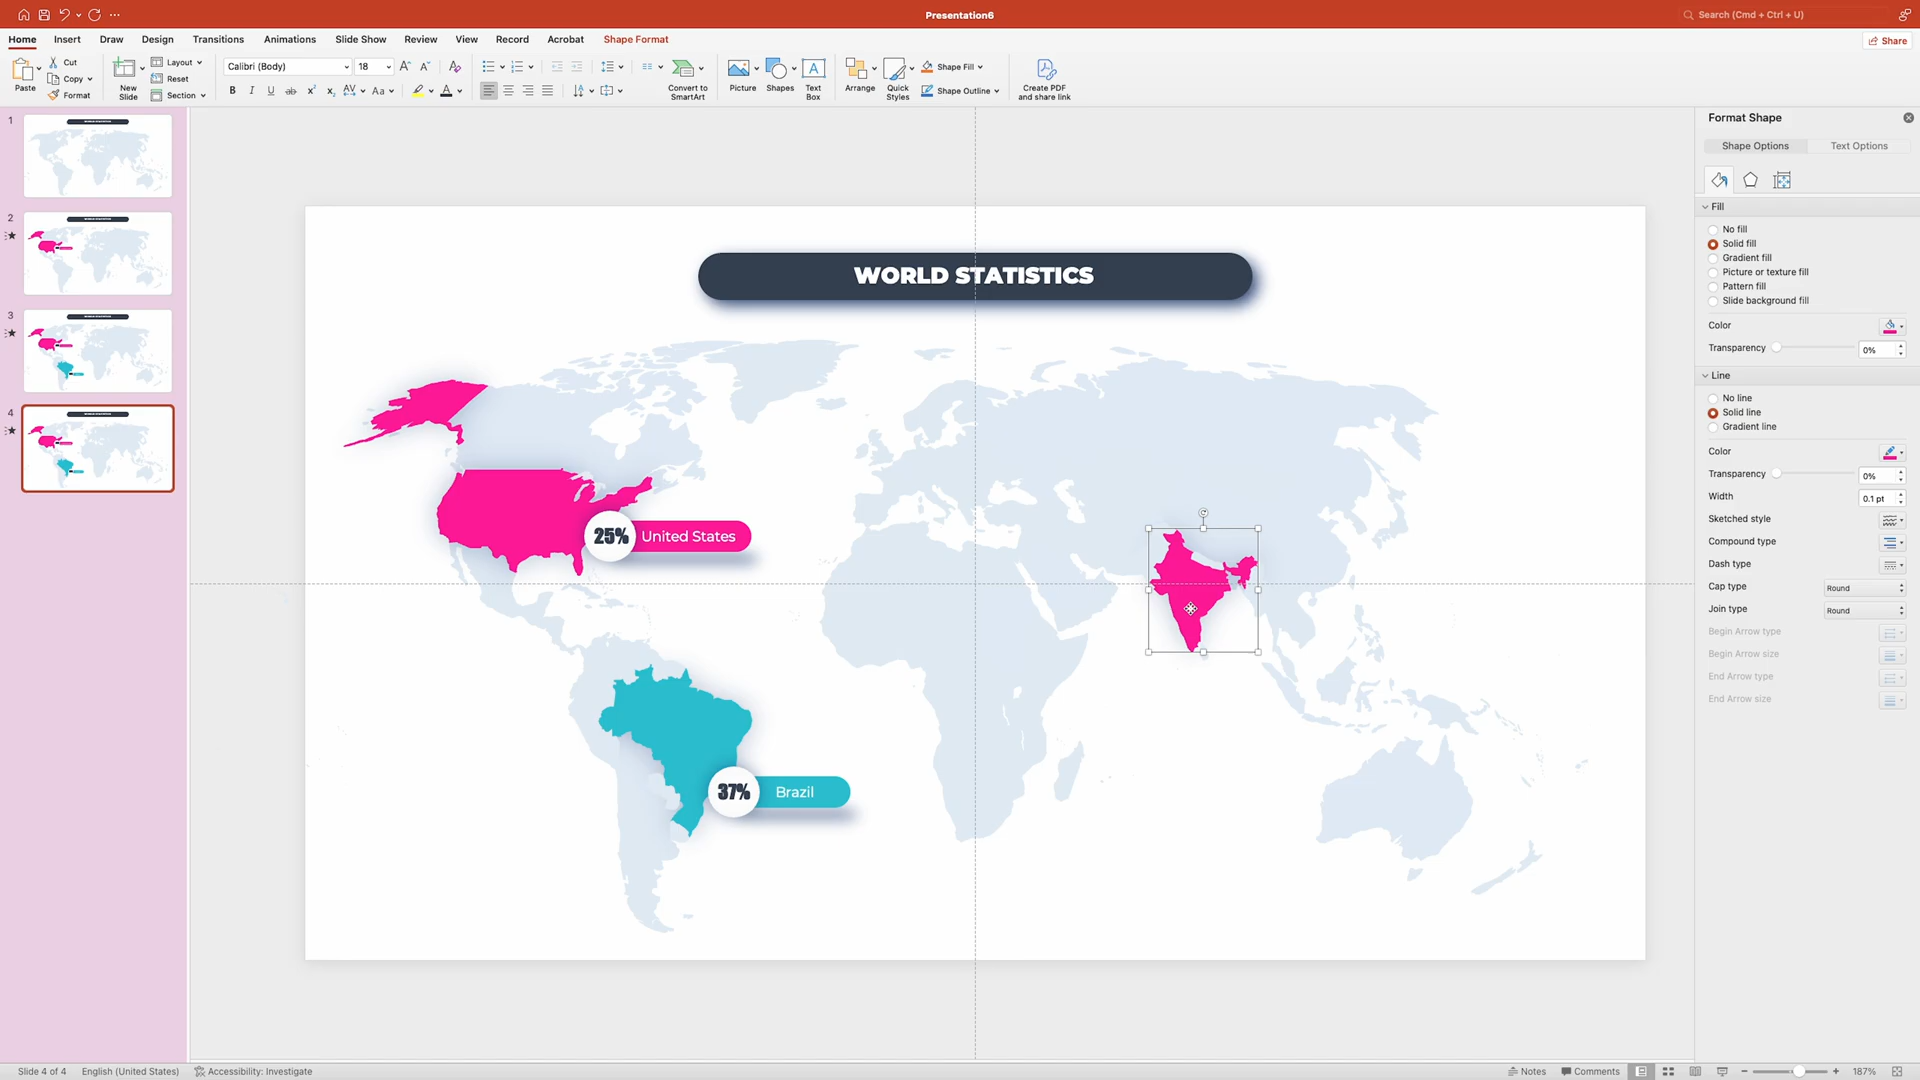 Presentation6
Search (Cmd + Ctrl + U)
Home Insert Draw Design Transitions Animations Slide Show Review View Record Acrobat Shape Format
Share
Paste
Cut
Copy
Format
New Slide
Layout
Reset
Section
Calibri (Body) 18
Convert to SmartArt
Picture
Shapes
Text Box
Arrange
Quick Styles
Shape Fill
Shape Outline
Create PDF and share link
1
2
3
4
WORLD STATISTICS
25% United States
37% Brazil
Format Shape
Shape Options Text Options
Fill
No fill
Solid fill
Gradient fill
Picture or texture fill
Pattern fill
Slide background fill
Color
Transparency 0%
Line
No line
Solid line
Gradient line
Color
Transparency 0%
Width 0.1 pt
Sketched style
Compound type
Dash type
Cap type Round
Join type Round
Begin Arrow type
Begin Arrow size
End Arrow type
End Arrow size
Slide 4 of 4 English (United States) Accessibility: Investigate
Notes Comments 187%